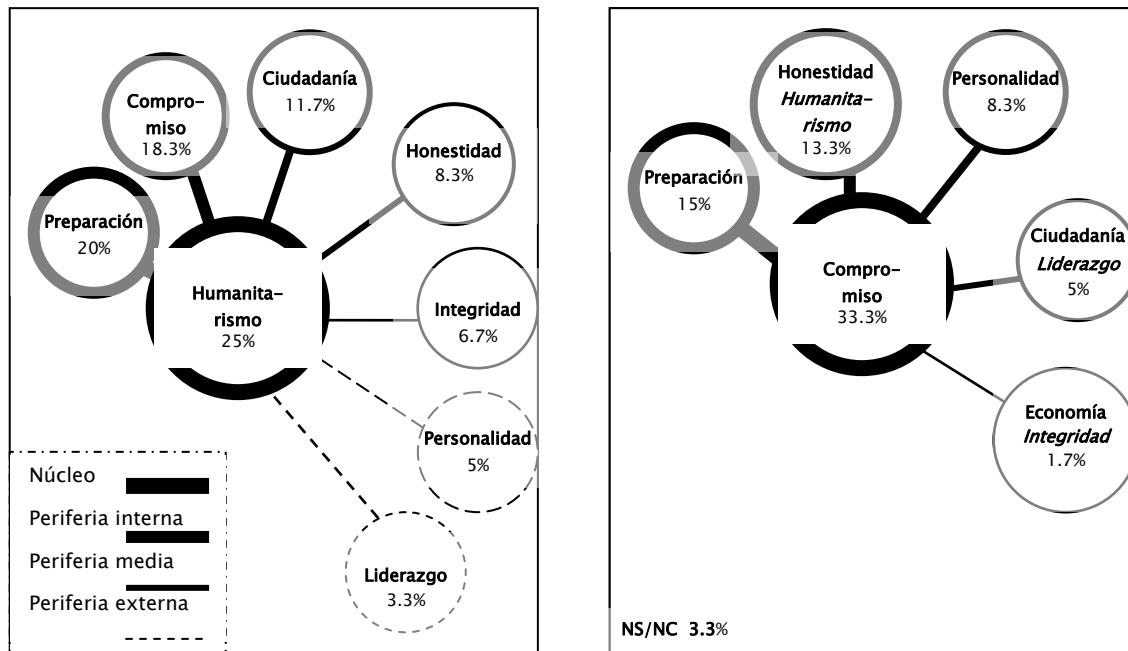 Ciudadanía
11.7%
Compro-
miso
18.3%
Honestidad
8.3%
Preparación
20%
Humanita-
rismo
25%
Integridad
6.7%
Personalidad
5%
Liderazgo
3.3%
Núcleo
Periferia interna
Periferia media
Periferia externa
Honestidad
Humanita-
rismo
13.3%
Personalidad
8.3%
Preparación
15%
Ciudadanía
Liderazgo
5%
Compro-
miso
33.3%
Economía
Integridad
1.7%
NS/NC 3.3%